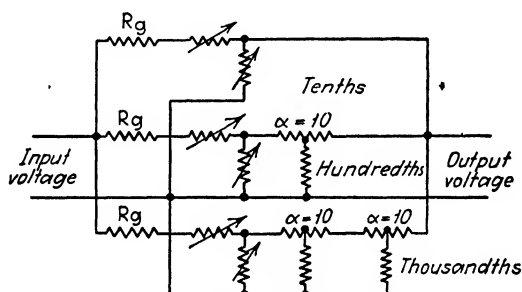 Rg
Tenths
Rg
α=10
Input
voltage
Hundredths
Output
voltage
Rg
α=10
α=10
Thousandths